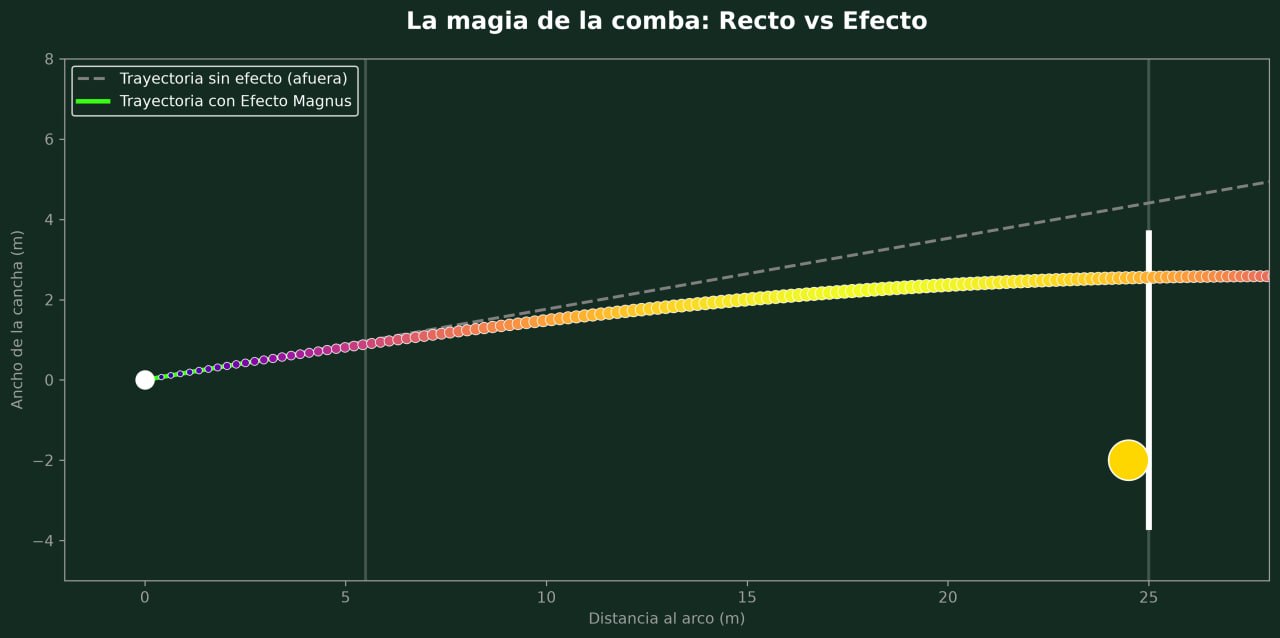 La magia de la comba: Recto vs Efecto
Trayectoria sin efecto (afuera)
Trayectoria con Efecto Magnus
Ancho de la cancha (m)
8
6
4
2
0
−2
−4
0 5 10 15 20 25
Distancia al arco (m)